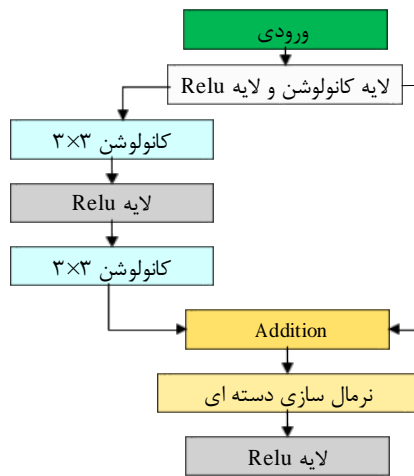 ورودی
لایه کانولوشن و لایه Relu
کانولوشن ۳×۳
لایه Relu
کانولوشن ۳×۳
Addition
نرمال سازی دسته ای
لایه Relu